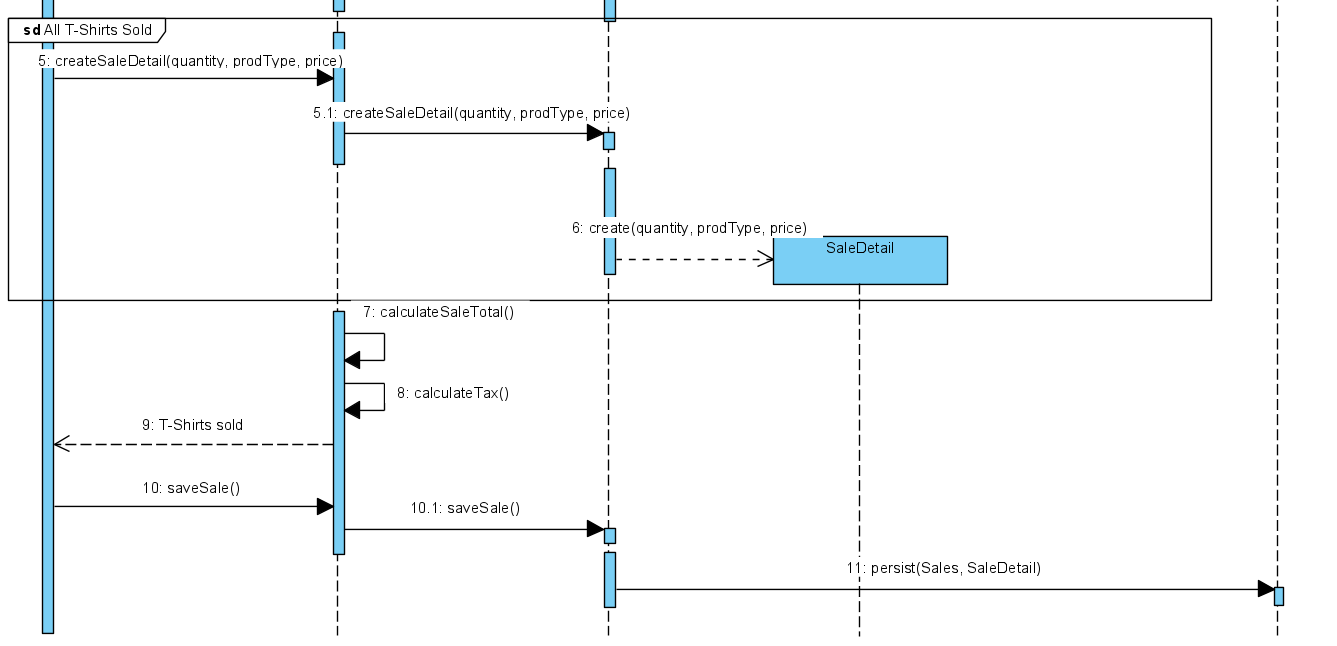 sd All T-Shirts Sold
5: createSaleDetail(quantity, prodType, price)
5.1: createSaleDetail(quantity, prodType, price)
6: create(quantity, prodType, price)
SaleDetail
7: calculateSaleTotal()
8: calculateTax()
9: T-Shirts sold
10: saveSale()
10.1: saveSale()
11: persist(Sales, SaleDetail)